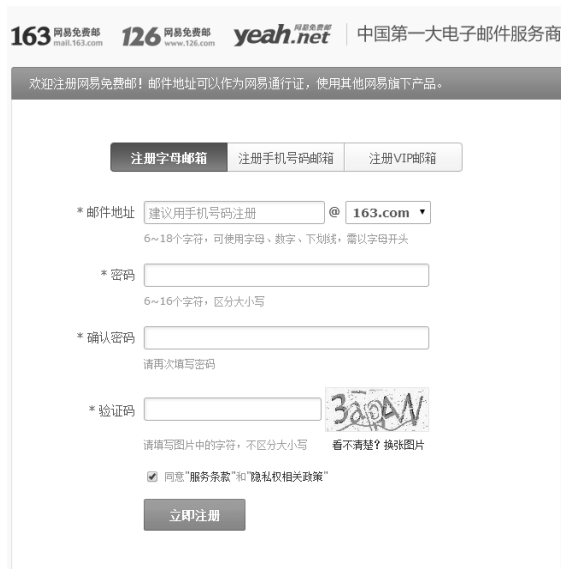 163 网易免费邮 mail.163.com 126 网易免费邮 www.126.com yeah.net 网易免费邮 中国第一大电子邮件服务商
欢迎注册网易免费邮！邮件地址可以作为网易通行证，使用其他网易旗下产品。
注册字母邮箱 注册手机号码邮箱 注册VIP邮箱
* 邮件地址 建议用手机号码注册 @ 163.com
6~18个字符，可使用字母、数字、下划线，需以字母开头
* 密码
6~16个字符，区分大小写
* 确认密码
请再次填写密码
* 验证码
请填写图片中的字符，不区分大小写 看不清楚？换张图片
同意"服务条款"和"隐私权相关政策"
立即注册